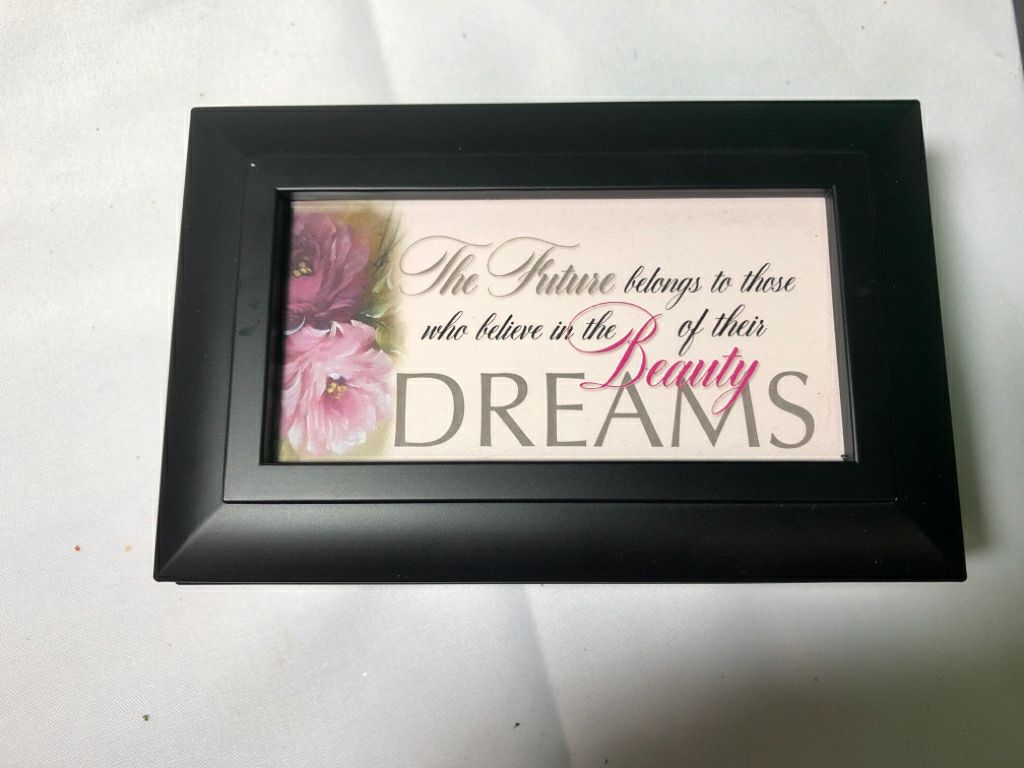 The Future belongs to those
who believe in the Beauty of their
DREAMS